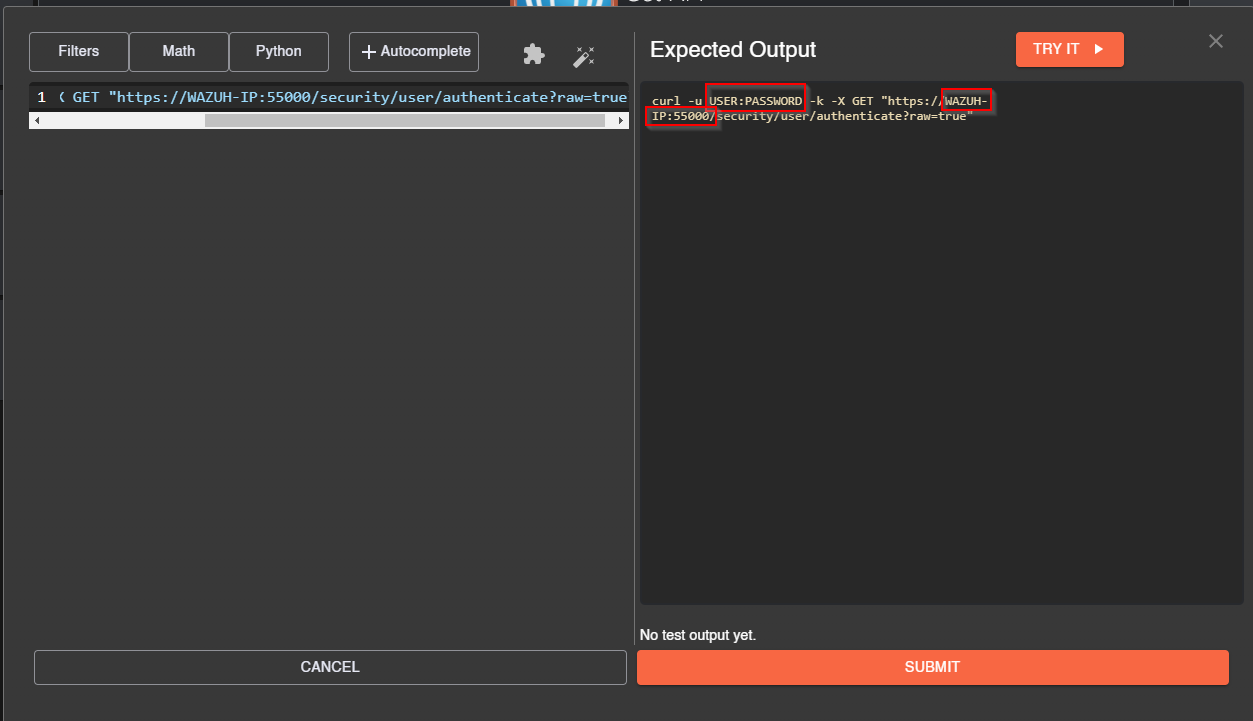 Filters
Math
Python
+ Autocomplete
1 GET "https://WAZUH-IP:55000/security/user/authenticate?raw=true
Expected Output
TRY IT
curl -u USER:PASSWORD -k -X GET "https://WAZUH-
IP:55000/security/user/authenticate?raw=true"
No test output yet.
CANCEL
SUBMIT